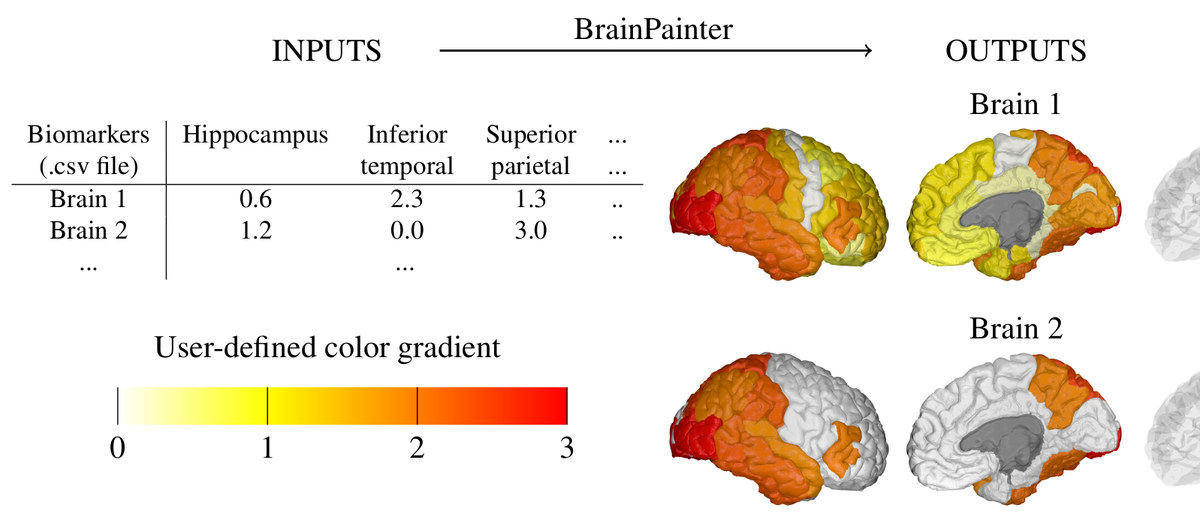 INPUTS
BrainPainter
OUTPUTS
Biomarkers Hippocampus Inferior Superior ...
(.csv file) temporal parietal ...
Brain 1 0.6 2.3 1.3 ..
Brain 2 1.2 0.0 3.0 ..
... ...
User-defined color gradient
0 1 2 3
Brain 1
Brain 2